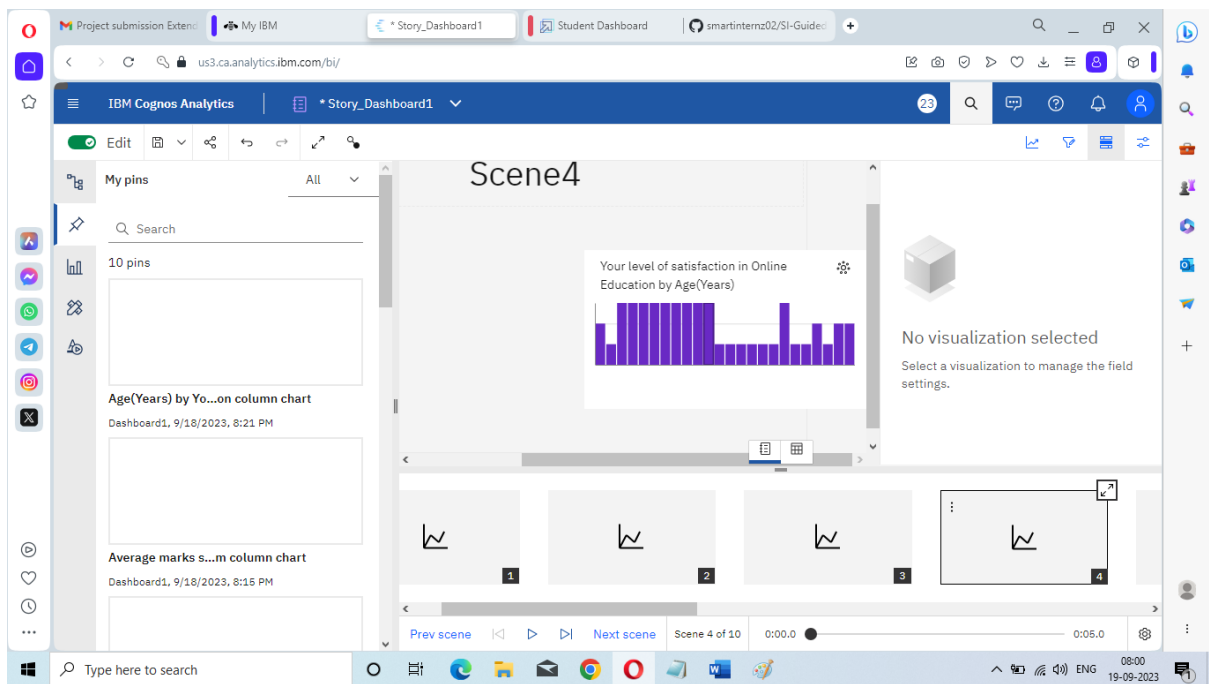 Project submission Extend
My IBM
* Story_Dashboard1
Student Dashboard
smartinternz02/SI-Guided
us3.ca.analytics.ibm.com/bi/
IBM Cognos Analytics
* Story_Dashboard1
23
Edit
My pins
All
Search
10 pins
Age(Years) by Yo...on column chart
Dashboard1, 9/18/2023, 8:21 PM
Average marks s...m column chart
Dashboard1, 9/18/2023, 8:15 PM
Scene4
Your level of satisfaction in Online
Education by Age(Years)
No visualization selected
Select a visualization to manage the field
settings.
1
2
3
4
Prev scene
Next scene
Scene 4 of 10
0:00.0
0:05.0
Type here to search
ENG
08:00
19-09-2023
1